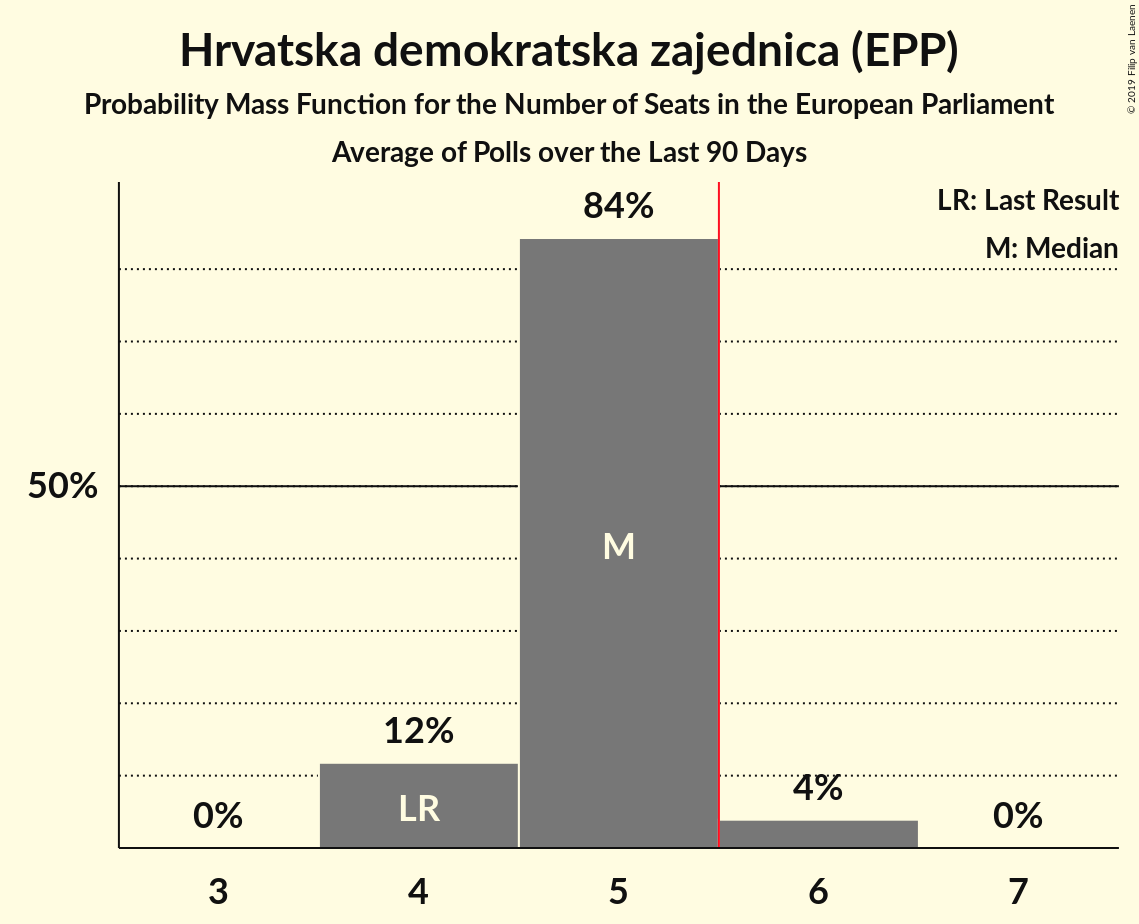 Hrvatska demokratska zajednica (EPP)
Probability Mass Function for the Number of Seats in the European Parliament
Average of Polls over the Last 90 Days
© 2019 Filip van Laenen
LR: Last Result
M: Median
84%
50%
M
12%
LR
4%
0%
0%
3 4 5 6 7